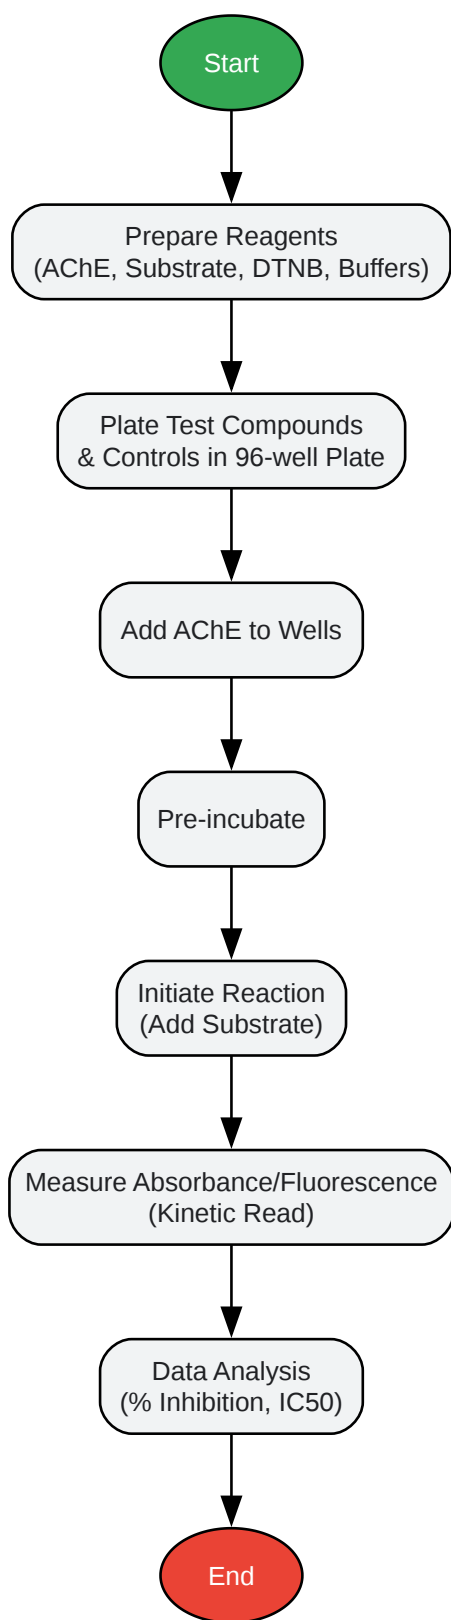 Start
Prepare Reagents
(AChE, Substrate, DTNB, Buffers)
Plate Test Compounds
& Controls in 96-well Plate
Add AChE to Wells
Pre-incubate
Initiate Reaction
(Add Substrate)
Measure Absorbance/Fluorescence
(Kinetic Read)
Data Analysis
(% Inhibition, IC50)
End